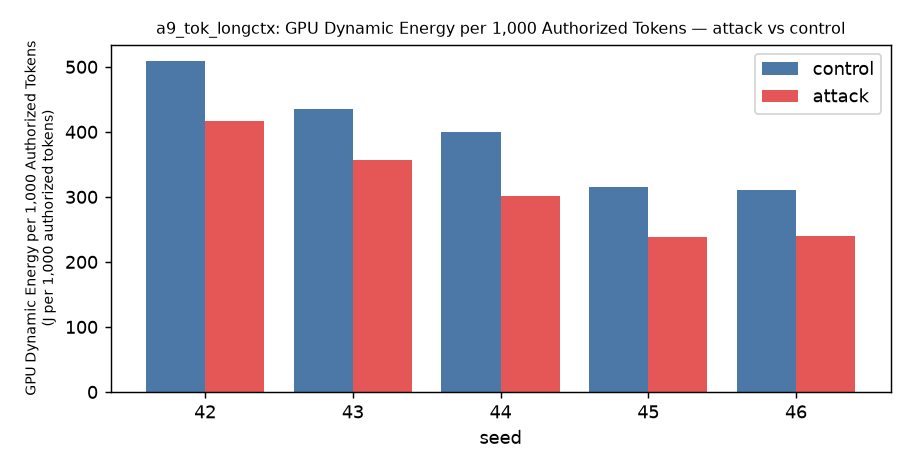 a9_tok_longctx: GPU Dynamic Energy per 1,000 Authorized Tokens — attack vs control
GPU Dynamic Energy per 1,000 Authorized Tokens
(J per 1,000 authorized tokens)
500
400
300
200
100
0
control
attack
42
43
44
45
46
seed